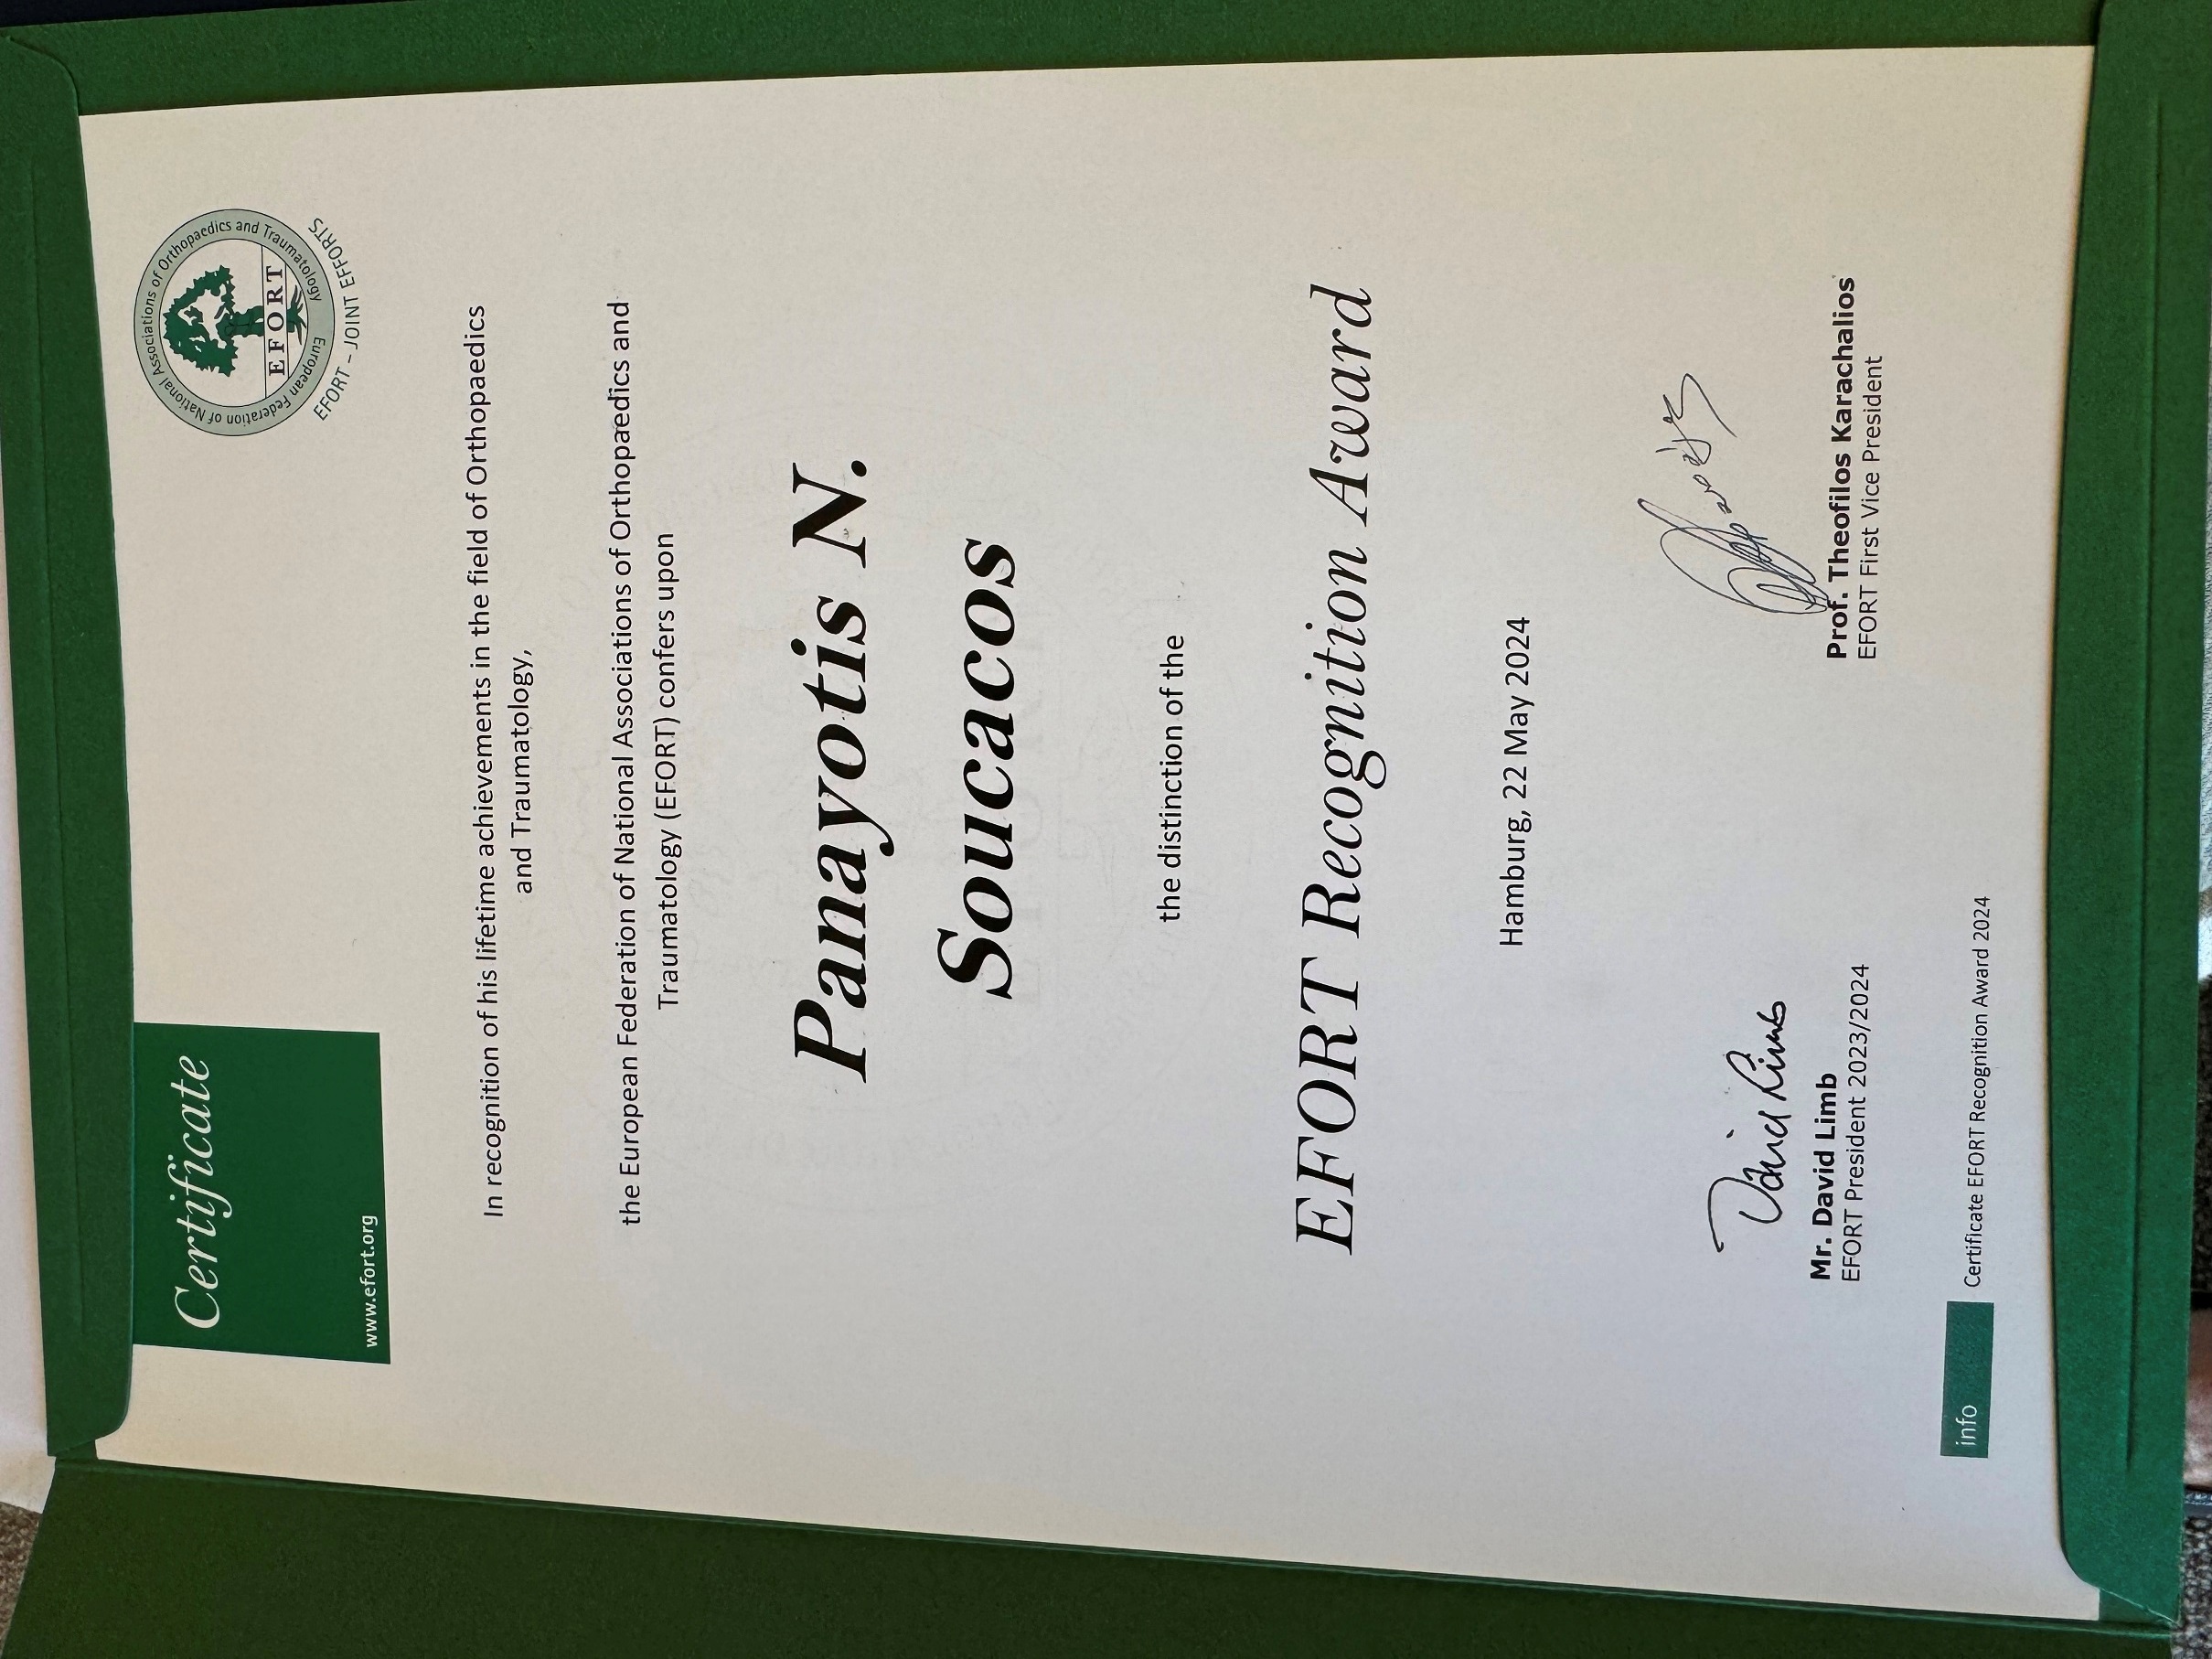 Certificate
www.efort.org
European Federation of National Associations of Orthopaedics and Traumatology
EFORT
EFORT – JOINT EFFORTS
In recognition of his lifetime achievements in the field of Orthopaedics
and Traumatology,
the European Federation of National Associations of Orthopaedics and
Traumatology (EFORT) confers upon
Panayotis N.
Soucacos
the distinction of the
EFORT Recognition Award
Hamburg, 22 May 2024
David Limb
Mr. David Limb
EFORT President 2023/2024
Prof. Theofilos Karachalios
EFORT First Vice President
info
Certificate EFORT Recognition Award 2024